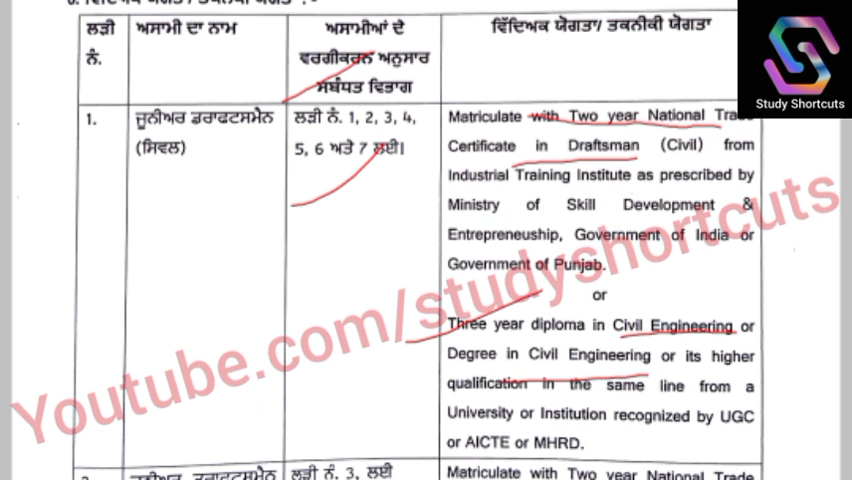 ਲੜੀ ਨੰ. ਅਸਾਮੀ ਦਾ ਨਾਮ ਅਸਾਮੀਆਂ ਦੇ ਵਰਗੀਕਰਨ ਅਨੁਸਾਰ ਸਬੰਧਤ ਵਿਭਾਗ ਵਿੱਦਿਅਕ ਯੋਗਤਾ/ ਤਕਨੀਕੀ ਯੋਗਤਾ
Study Shortcuts
1.
ਜੂਨੀਅਰ ਡਰਾਫਟਸਮੈਨ
(ਸਿਵਲ)
ਲੜੀ ਨੰ. 1, 2, 3, 4,
5, 6 ਅਤੇ 7 ਲਈ।
Matriculate with Two year National Trade
Certificate in Draftsman (Civil) from
Industrial Training Institute as prescribed by
Ministry of Skill Development &
Entrepreneuship, Government of India or
Government of Punjab.
or
Three year diploma in Civil Engineering or
Degree in Civil Engineering or its higher
qualification in the same line from a
University or Institution recognized by UGC
or AICTE or MHRD.
ਲੜੀ ਨੰ. 3, ਲਈ
Matriculate with Two year National Trade
Youtube.com/studyshortcuts